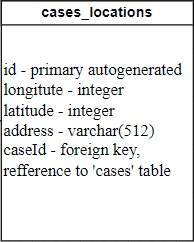 cases_locations
id - primary autogenerated
longitute - integer
latitude - integer
address - varchar(512)
caseId - foreign key,
refference to 'cases' table